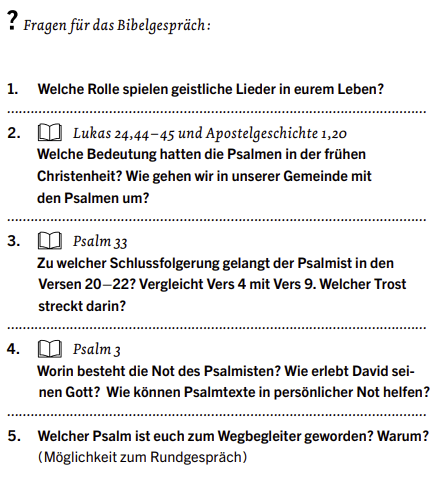 ? Fragen für das Bibelgespräch:
1. Welche Rolle spielen geistliche Lieder in eurem Leben?
2. Lukas 24,44–45 und Apostelgeschichte 1,20
Welche Bedeutung hatten die Psalmen in der frühen
Christenheit? Wie gehen wir in unserer Gemeinde mit
den Psalmen um?
3. Psalm 33
Zu welcher Schlussfolgerung gelangt der Psalmist in den
Versen 20–22? Vergleicht Vers 4 mit Vers 9. Welcher Trost
streckt darin?
4. Psalm 3
Worin besteht die Not des Psalmisten? Wie erlebt David sei-
nen Gott? Wie können Psalmtexte in persönlicher Not helfen?
5. Welcher Psalm ist euch zum Wegbegleiter geworden? Warum?
(Möglichkeit zum Rundgespräch)